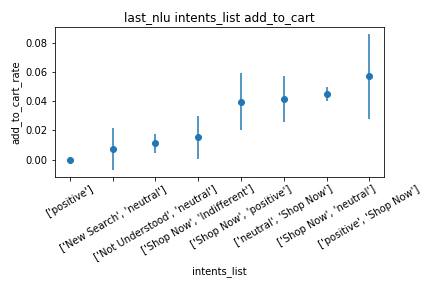 last_nlu intents_list add_to_cart
add_to_cart_rate
0.08
0.06
0.04
0.02
0.00
['positive']
['New Search', 'neutral']
['Not Understood', 'neutral']
['Shop Now', 'Indifferent']
['Shop Now', 'positive']
['neutral', 'Shop Now']
['Shop Now', 'neutral']
['positive', 'Shop Now']
intents_list